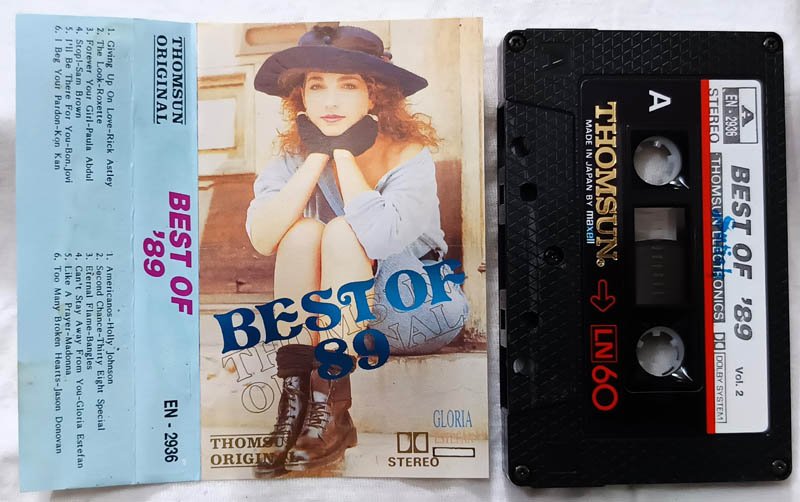 THOMSUN
ORIGINAL
1. Giving Up On Love-Rick Astley
2. The Look-Roxette
3. Forever Your Girl-Paula Abdul
4. Stop!-Sam Brown
5. I'll Be There For You-Bon.Jovi
6. I Beg Your Pardon-Kon Kan
BEST OF
'89
1. Americanos-Holly Johnson
2. Second Chance-Thirty Eight Special
3. Eternal Flame-Bangles
4. Can't Stay Away From You-Gloria Estefan
5. Like A Prayer-Madonna
6. Too Many Broken Hearts-Jason Donovan
EN - 2936
BEST OF
89
THOMSUN
ORIGINAL
GLORIA
ESTEFAN
THOMSUN
ORIGINAL
STEREO
A
THOMSUN
MADE IN JAPAN BY maxell
LN60
A
EN - 2936
STEREO
BEST OF '89
THOMSUN ELECTRONICS
Vol. 2
DOLBY SYSTEM